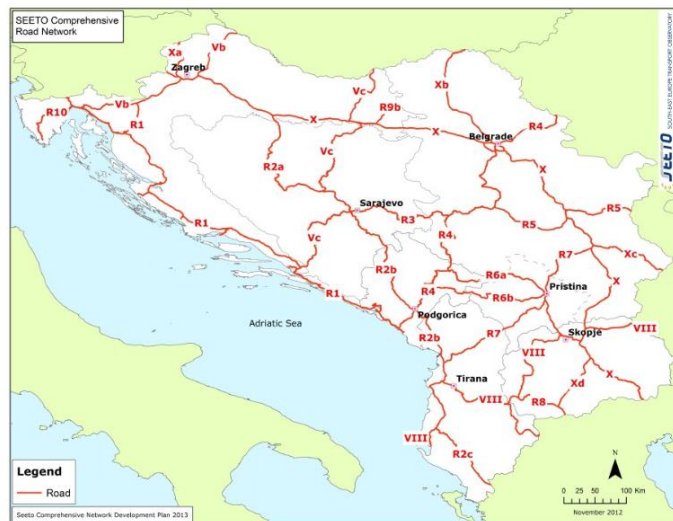 SEETO Comprehensive
Road Network
Xa
Vb
Zagreb
Vb
R10
R1
X
Vc
R9b
X
Xb
Belgrade
R4
X
R2a
Vc
Sarajevo
R3
R4
R5
R5
R1
Vc
R2b
R7
Xc
R6a
R4
R6b
Pristina
X
R1
Podgorica
Adriatic Sea
R2b
R7
Skopje
VIII
VIII
Tirana
Xd
X
VIII
R8
VIII
R2c
Legend
Road
N
0 25 50 100 Km
November 2012
Seeto Comprehensive Network Development Plan 2013
SEETO
SOUTH-EAST EUROPE TRANSPORT OBSERVATORY